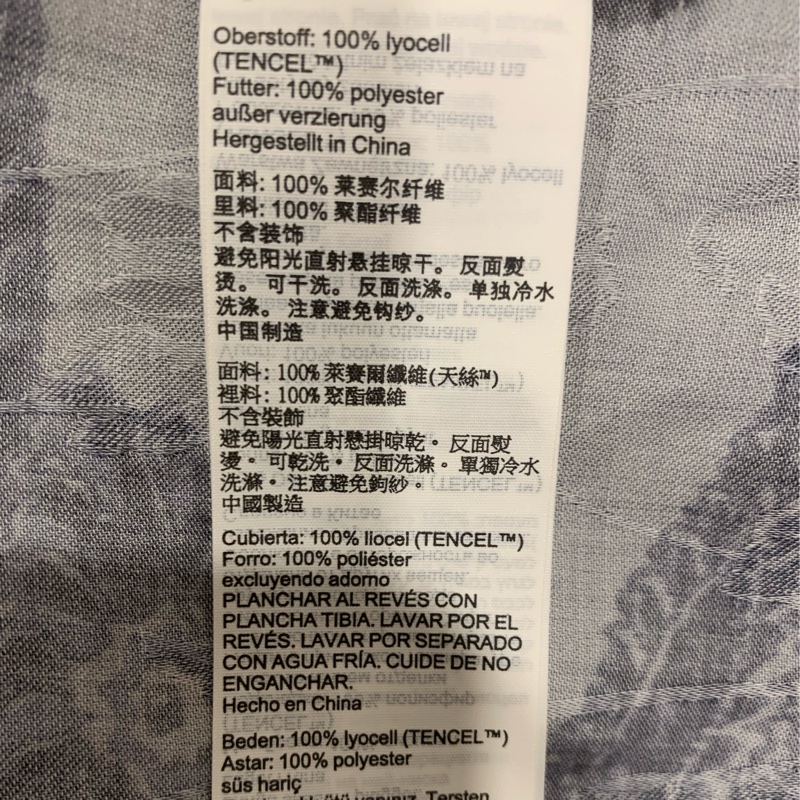 Oberstoff: 100% lyocell
(TENCEL™)
Futter: 100% polyester
außer verzierung
Hergestellt in China
面料: 100% 莱赛尔纤维
里料: 100% 聚酯纤维
不含装饰
避免阳光直射悬挂晾干。反面熨
烫。可干洗。反面洗涤。单独冷水
洗涤。注意避免钩纱。
中国制造
面料: 100% 萊賽爾纖維(天絲™)
裡料: 100% 聚酯纖維
不含裝飾
避免陽光直射懸掛晾乾。反面熨
燙。可乾洗。反面洗滌。單獨冷水
洗滌。注意避免鉤紗。
中國製造
Cubierta: 100% liocel (TENCEL™)
Forro: 100% poliéster
excluyendo adorno
PLANCHAR AL REVÉS CON
PLANCHA TIBIA. LAVAR POR EL
REVÉS. LAVAR POR SEPARADO
CON AGUA FRÍA. CUIDE DE NO
ENGANCHAR.
Hecho en China
Beden: 100% lyocell (TENCEL™)
Astar: 100% polyester
süs hariç
Tersten